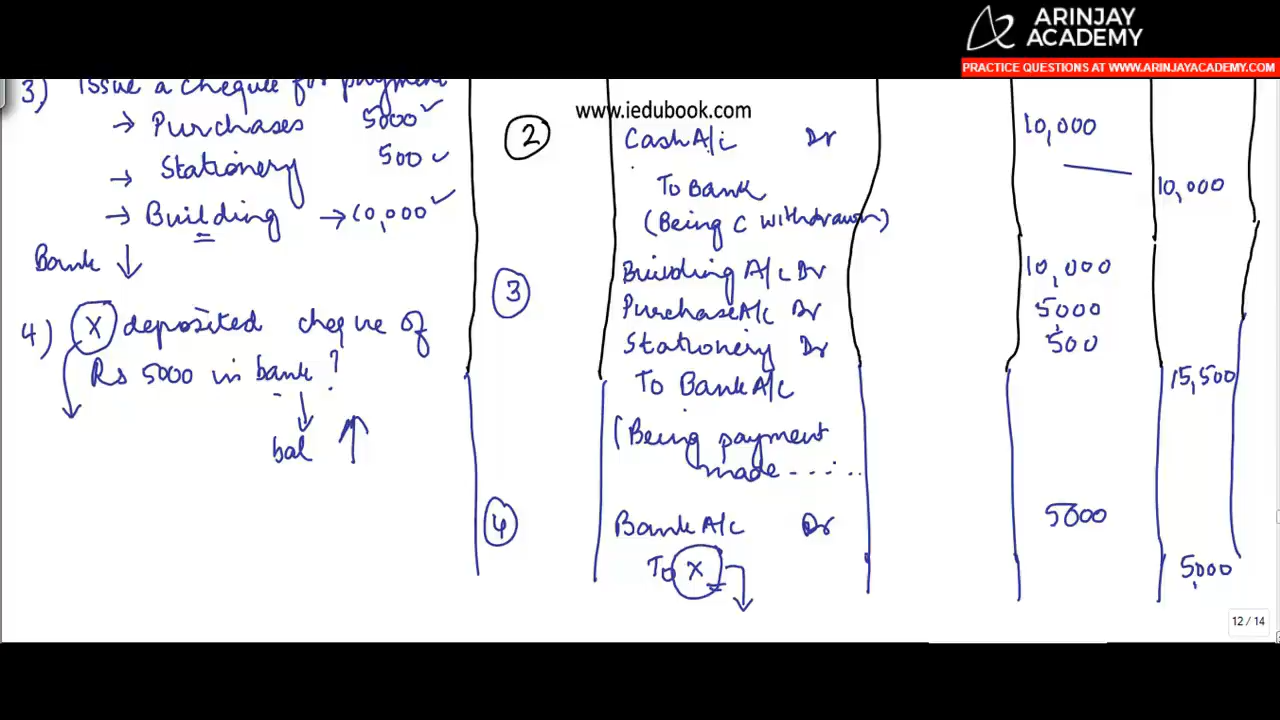 ARINJAY
ACADEMY
PRACTICE QUESTIONS AT WWW.ARINJAYACADEMY.COM
3) Issue a cheque for payment
→ Purchases 5000 ✓
→ Stationery 500 ✓
→ Building → 10,000 ✓
Bank ↓
4) X deposited cheque of
Rs 5000 in bank ?
bal ↑
www.iedubook.com
2 Cash A/c Dr 10,000
To Bank 10,000
(Being C withdrawn)
3 Building A/c Dr 10,000
Purchase A/c Dr 5000
Stationery Dr 500
To Bank A/c 15,500
(Being payment
made - - - . . .
4 Bank A/c Dr 5000
To X 5,000
12 / 14